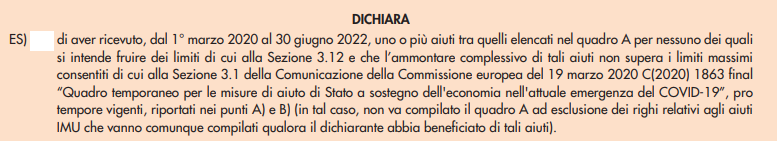 DICHIARA
ES) di aver ricevuto, dal 1° marzo 2020 al 30 giugno 2022, uno o più aiuti tra quelli elencati nel quadro A per nessuno dei quali
si intende fruire dei limiti di cui alla Sezione 3.12 e che l’ammontare complessivo di tali aiuti non supera i limiti massimi
consentiti di cui alla Sezione 3.1 della Comunicazione della Commissione europea del 19 marzo 2020 C(2020) 1863 final
“Quadro temporaneo per le misure di aiuto di Stato a sostegno dell'economia nell'attuale emergenza del COVID-19”, pro
tempore vigenti, riportati nei punti A) e B) (in tal caso, non va compilato il quadro A ad esclusione dei righi relativi agli aiuti
IMU che vanno comunque compilati qualora il dichiarante abbia beneficiato di tali aiuti).